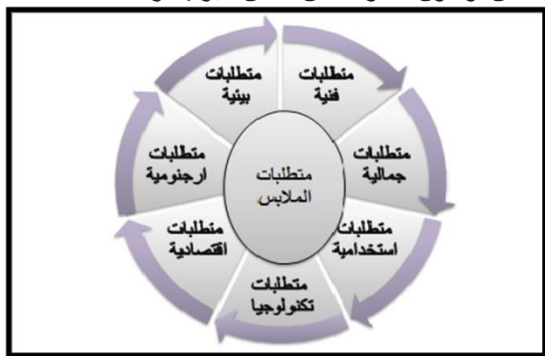 متطلبات
فنية
متطلبات
جمالية
متطلبات
استخدامية
متطلبات
تكنولوجيا
متطلبات
اقتصادية
متطلبات
ارجنومية
متطلبات
بيئية
متطلبات
الملابس